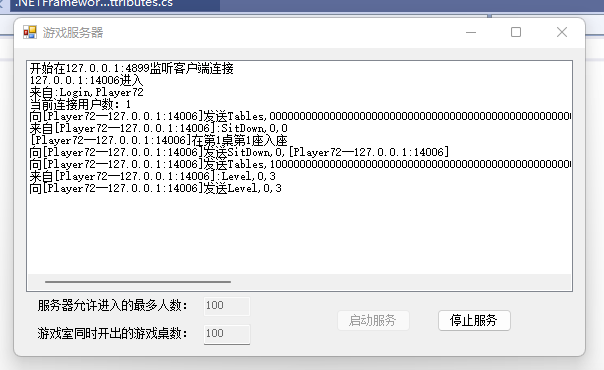 .NETFramewor...ttributes.cs
游戏服务器
开始在127.0.0.1:4899监听客户端连接
127.0.0.1:14006进入
来自:Login,Player72
当前连接用户数：1
向[Player72--127.0.0.1:14006]发送Tables,
来自[Player72--127.0.0.1:14006]:SitDown,0,0
[Player72--127.0.0.1:14006]在第1桌第1座入座
向[Player72--127.0.0.1:14006]发送SitDown,0,[Player72--127.0.0.1:14006]
向[Player72--127.0.0.1:14006]发送Tables,
来自[Player72--127.0.0.1:14006]:Level,0,3
向[Player72--127.0.0.1:14006]发送Level,0,3
服务器允许进入的最多人数： 100
游戏室同时开出的游戏桌数： 100
启动服务 停止服务